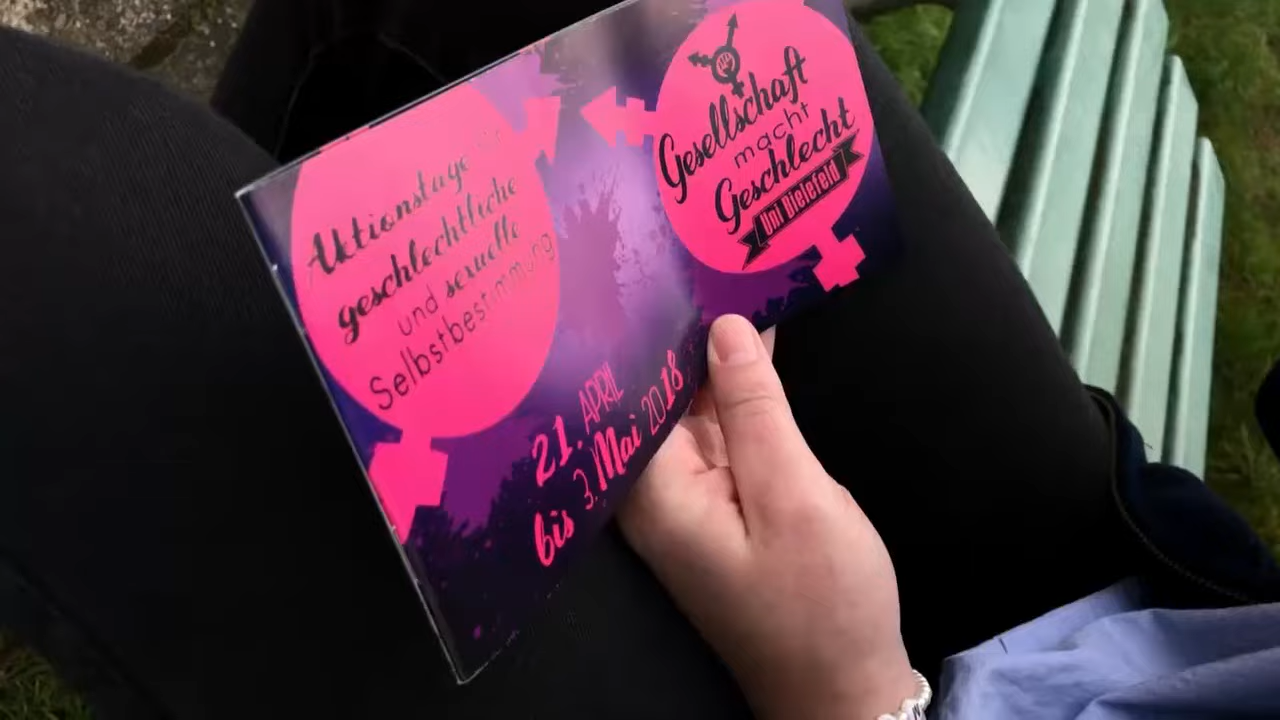 Aktionstage
geschlechtliche
und sexuelle
Selbstbestimmung
21. APRIL
bis 3. Mai 2018
Gesellschaft
macht
Geschlecht
Uni Bielefeld